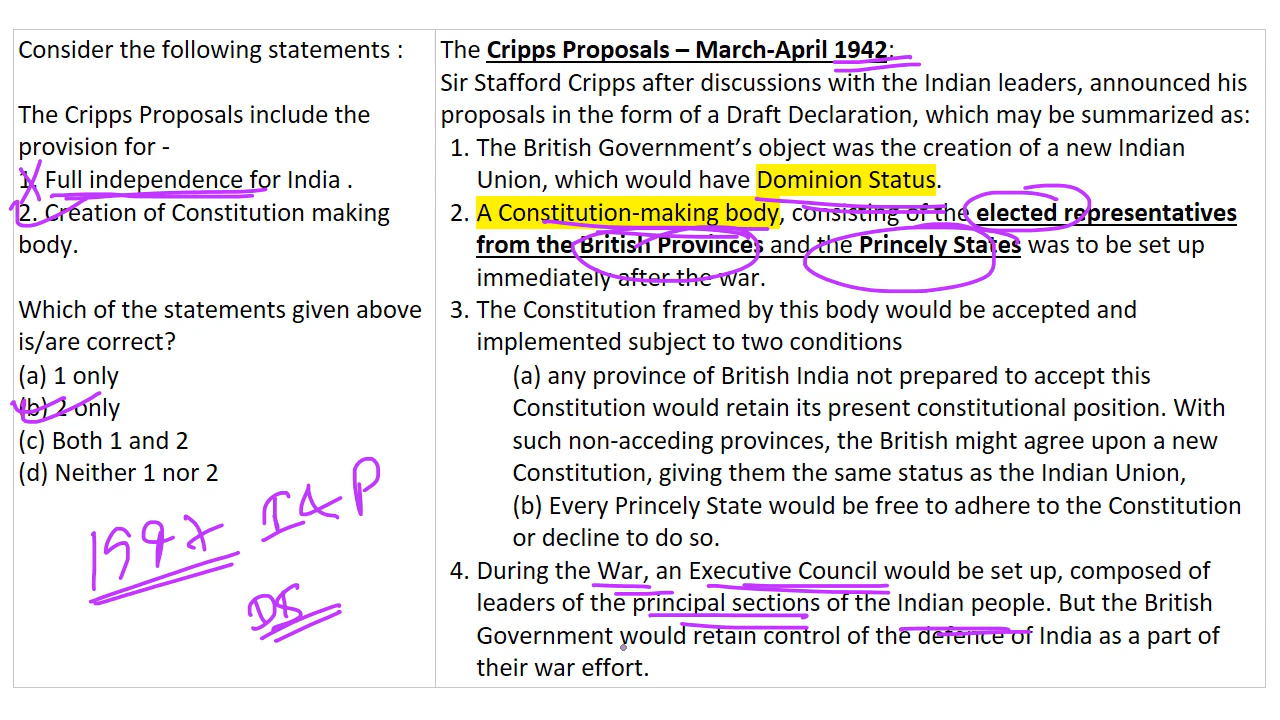 Consider the following statements :
The Cripps Proposals include the
provision for -
1. Full independence for India .
2. Creation of Constitution making
body.
Which of the statements given above
is/are correct?
(a) 1 only
(b) 2 only
(c) Both 1 and 2
(d) Neither 1 nor 2
I & P
DS
The Cripps Proposals – March-April 1942:
Sir Stafford Cripps after discussions with the Indian leaders, announced his
proposals in the form of a Draft Declaration, which may be summarized as:
1. The British Government’s object was the creation of a new Indian
Union, which would have Dominion Status.
2. A Constitution-making body, consisting of the elected representatives
from the British Provinces and the Princely States was to be set up
immediately after the war.
3. The Constitution framed by this body would be accepted and
implemented subject to two conditions
(a) any province of British India not prepared to accept this
Constitution would retain its present constitutional position. With
such non-acceding provinces, the British might agree upon a new
Constitution, giving them the same status as the Indian Union,
(b) Every Princely State would be free to adhere to the Constitution
or decline to do so.
4. During the War, an Executive Council would be set up, composed of
leaders of the principal sections of the Indian people. But the British
Government would retain control of the defence of India as a part of
their war effort.